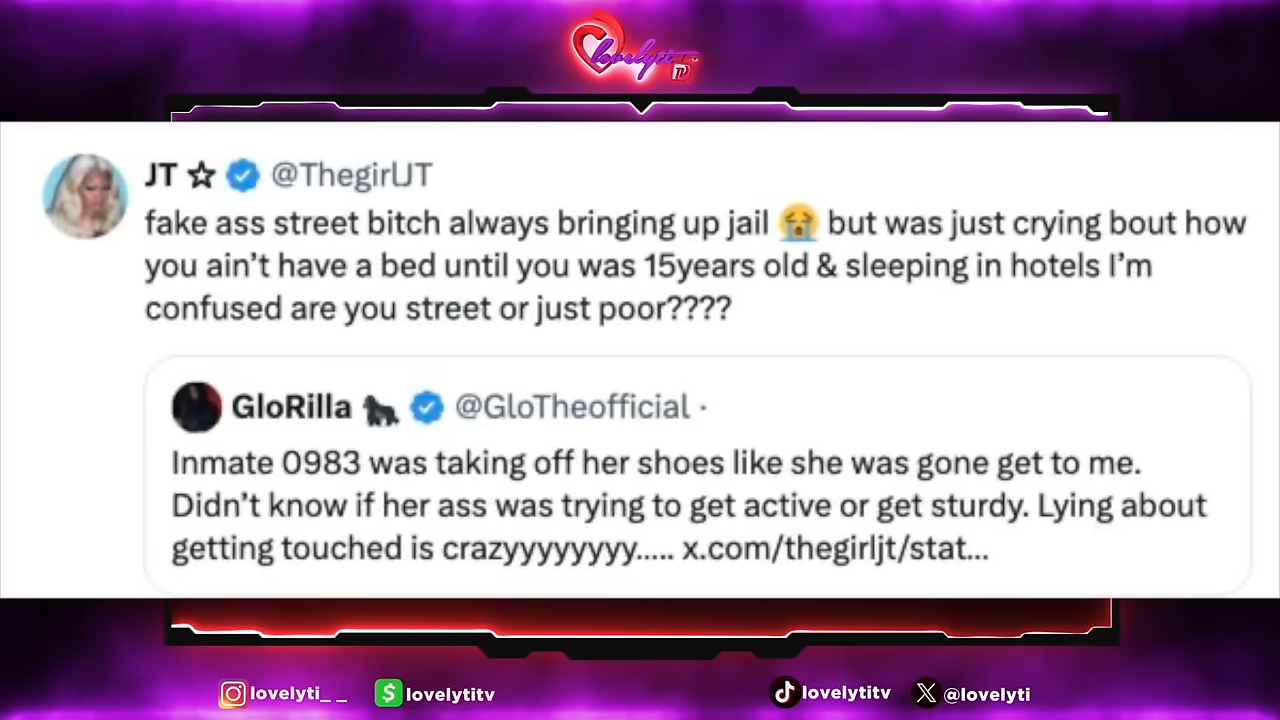 lovelyti
TV
JT ☆ @ThegirlJT
fake ass street bitch always bringing up jail 😭 but was just crying bout how
you ain’t have a bed until you was 15years old & sleeping in hotels I’m
confused are you street or just poor????
GloRilla 🦍 @GloTheofficial ·
Inmate 0983 was taking off her shoes like she was gone get to me.
Didn’t know if her ass was trying to get active or get sturdy. Lying about
getting touched is crazyyyyyyyy..... x.com/thegirljt/stat...
lovelyti_ _ lovelytitv lovelytitv @lovelyti